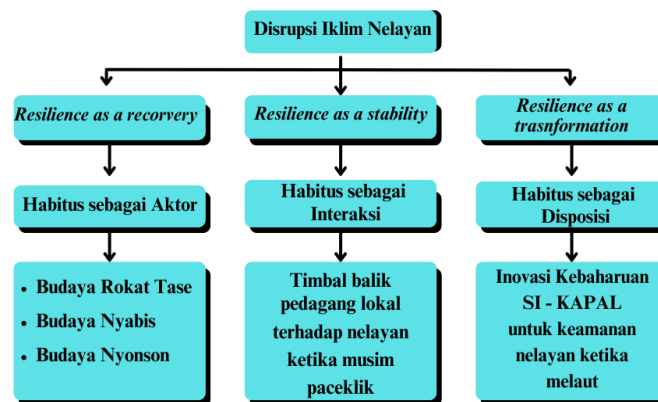 Disrupsi Iklim Nelayan
Resilience as a recorvery
Resilience as a stability
Resilience as a
trasnformation
Habitus sebagai Aktor
Habitus sebagai
Interaksi
Habitus sebagai
Disposisi
• Budaya Rokat Tase
• Budaya Nyabis
• Budaya Nyonson
Timbal balik
pedagang lokal
terhadap nelayan
ketika musim
paceklik
Inovasi Kebaharuan
SI - KAPAL
untuk keamanan
nelayan ketika
melaut